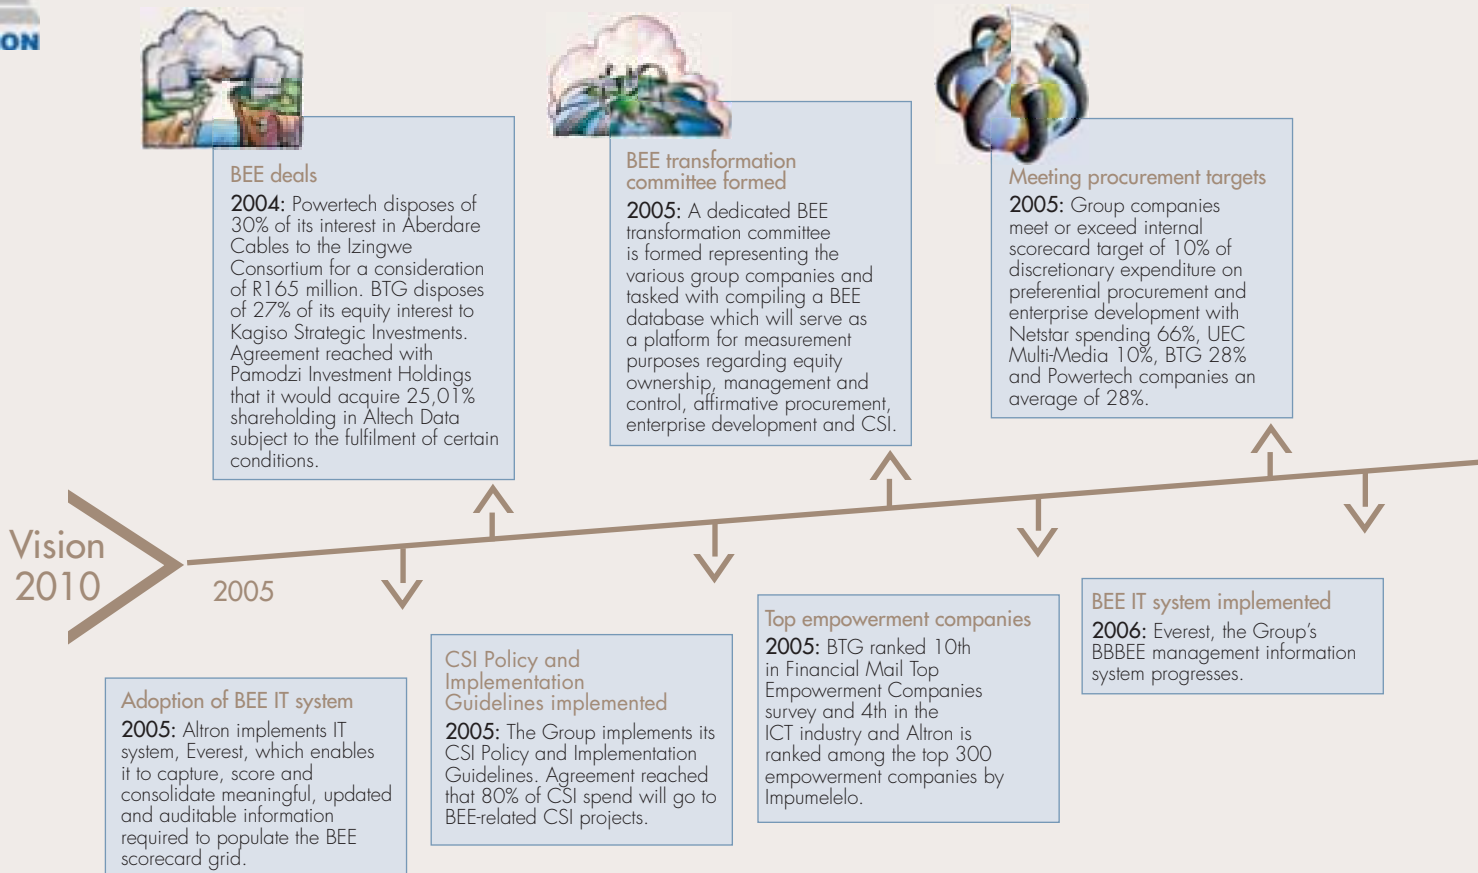 ON
BEE deals
2004: Powertech disposes of
30% of its interest in Aberdare
Cables to the Izingwe
Consortium for a consideration
of R165 million. BTG disposes
of 27% of its equity interest to
Kagiso Strategic Investments.
Agreement reached with
Pamodzi Investment Holdings
that it would acquire 25,01%
shareholding in Altech Data
subject to the fulfilment of certain
conditions.
BEE transformation
committee formed
2005: A dedicated BEE
transformation committee
is formed representing the
various group companies and
tasked with compiling a BEE
database which will serve as
a platform for measurement
purposes regarding equity
ownership, management and
control, affirmative procurement,
enterprise development and CSI.
Meeting procurement targets
2005: Group companies
meet or exceed internal
scorecard target of 10% of
discretionary expenditure on
preferential procurement and
enterprise development with
Netstar spending 66%, UEC
Multi-Media 10%, BTG 28%
and Powertech companies an
average of 28%.
Vision
2010
2005
Adoption of BEE IT system
2005: Altron implements IT
system, Everest, which enables
it to capture, score and
consolidate meaningful, updated
and auditable information
required to populate the BEE
scorecard grid.
CSI Policy and
Implementation
Guidelines implemented
2005: The Group implements its
CSI Policy and Implementation
Guidelines. Agreement reached
that 80% of CSI spend will go to
BEE-related CSI projects.
Top empowerment companies
2005: BTG ranked 10th
in Financial Mail Top
Empowerment Companies
survey and 4th in the
ICT industry and Altron is
ranked among the top 300
empowerment companies by
Impumelelo.
BEE IT system implemented
2006: Everest, the Group's
BBBEE management information
system progresses.